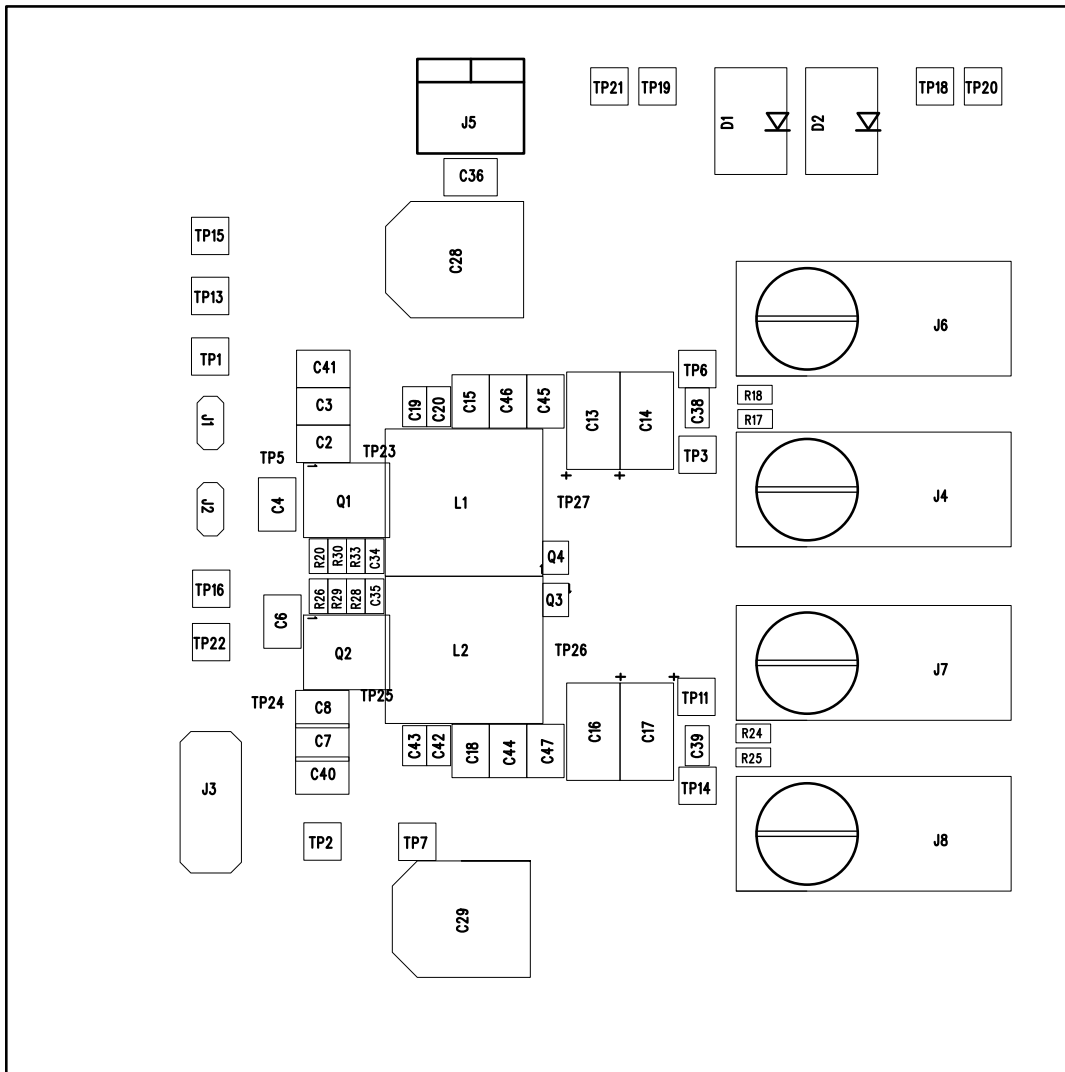 TP21 TP19 TP18 TP20
D1 D2
J5
C36
TP15
C28
TP13
J6
TP1 C41 TP6
R18
C3 C19 C20 C15 C46 C45 C13 C14 C38
J1 R17
C2
TP5 TP23 TP3
J2 C4 Q1 L1 TP27 J4
R20 R30 R33 C34 Q4
1
1
1
1
TP16 R26 R29 R28 C35 Q3
C6
TP22 Q2 L2 TP26
J7
TP24 TP25 TP11
C8
C7 C43 C42 C18 C44 C47 C16 C17 C39 R24
R25
C40
J3 TP14
TP2 TP7 J8
C29
+ +
+ +